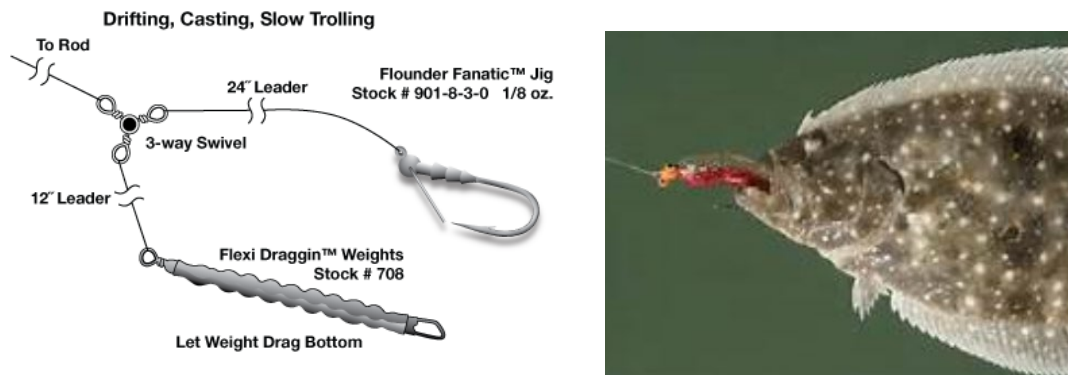 Drifting, Casting, Slow Trolling
To Rod
24" Leader
Flounder Fanatic™ Jig
Stock # 901-8-3-0 1/8 oz.
3-way Swivel
12" Leader
Flexi Draggin™ Weights
Stock # 708
Let Weight Drag Bottom